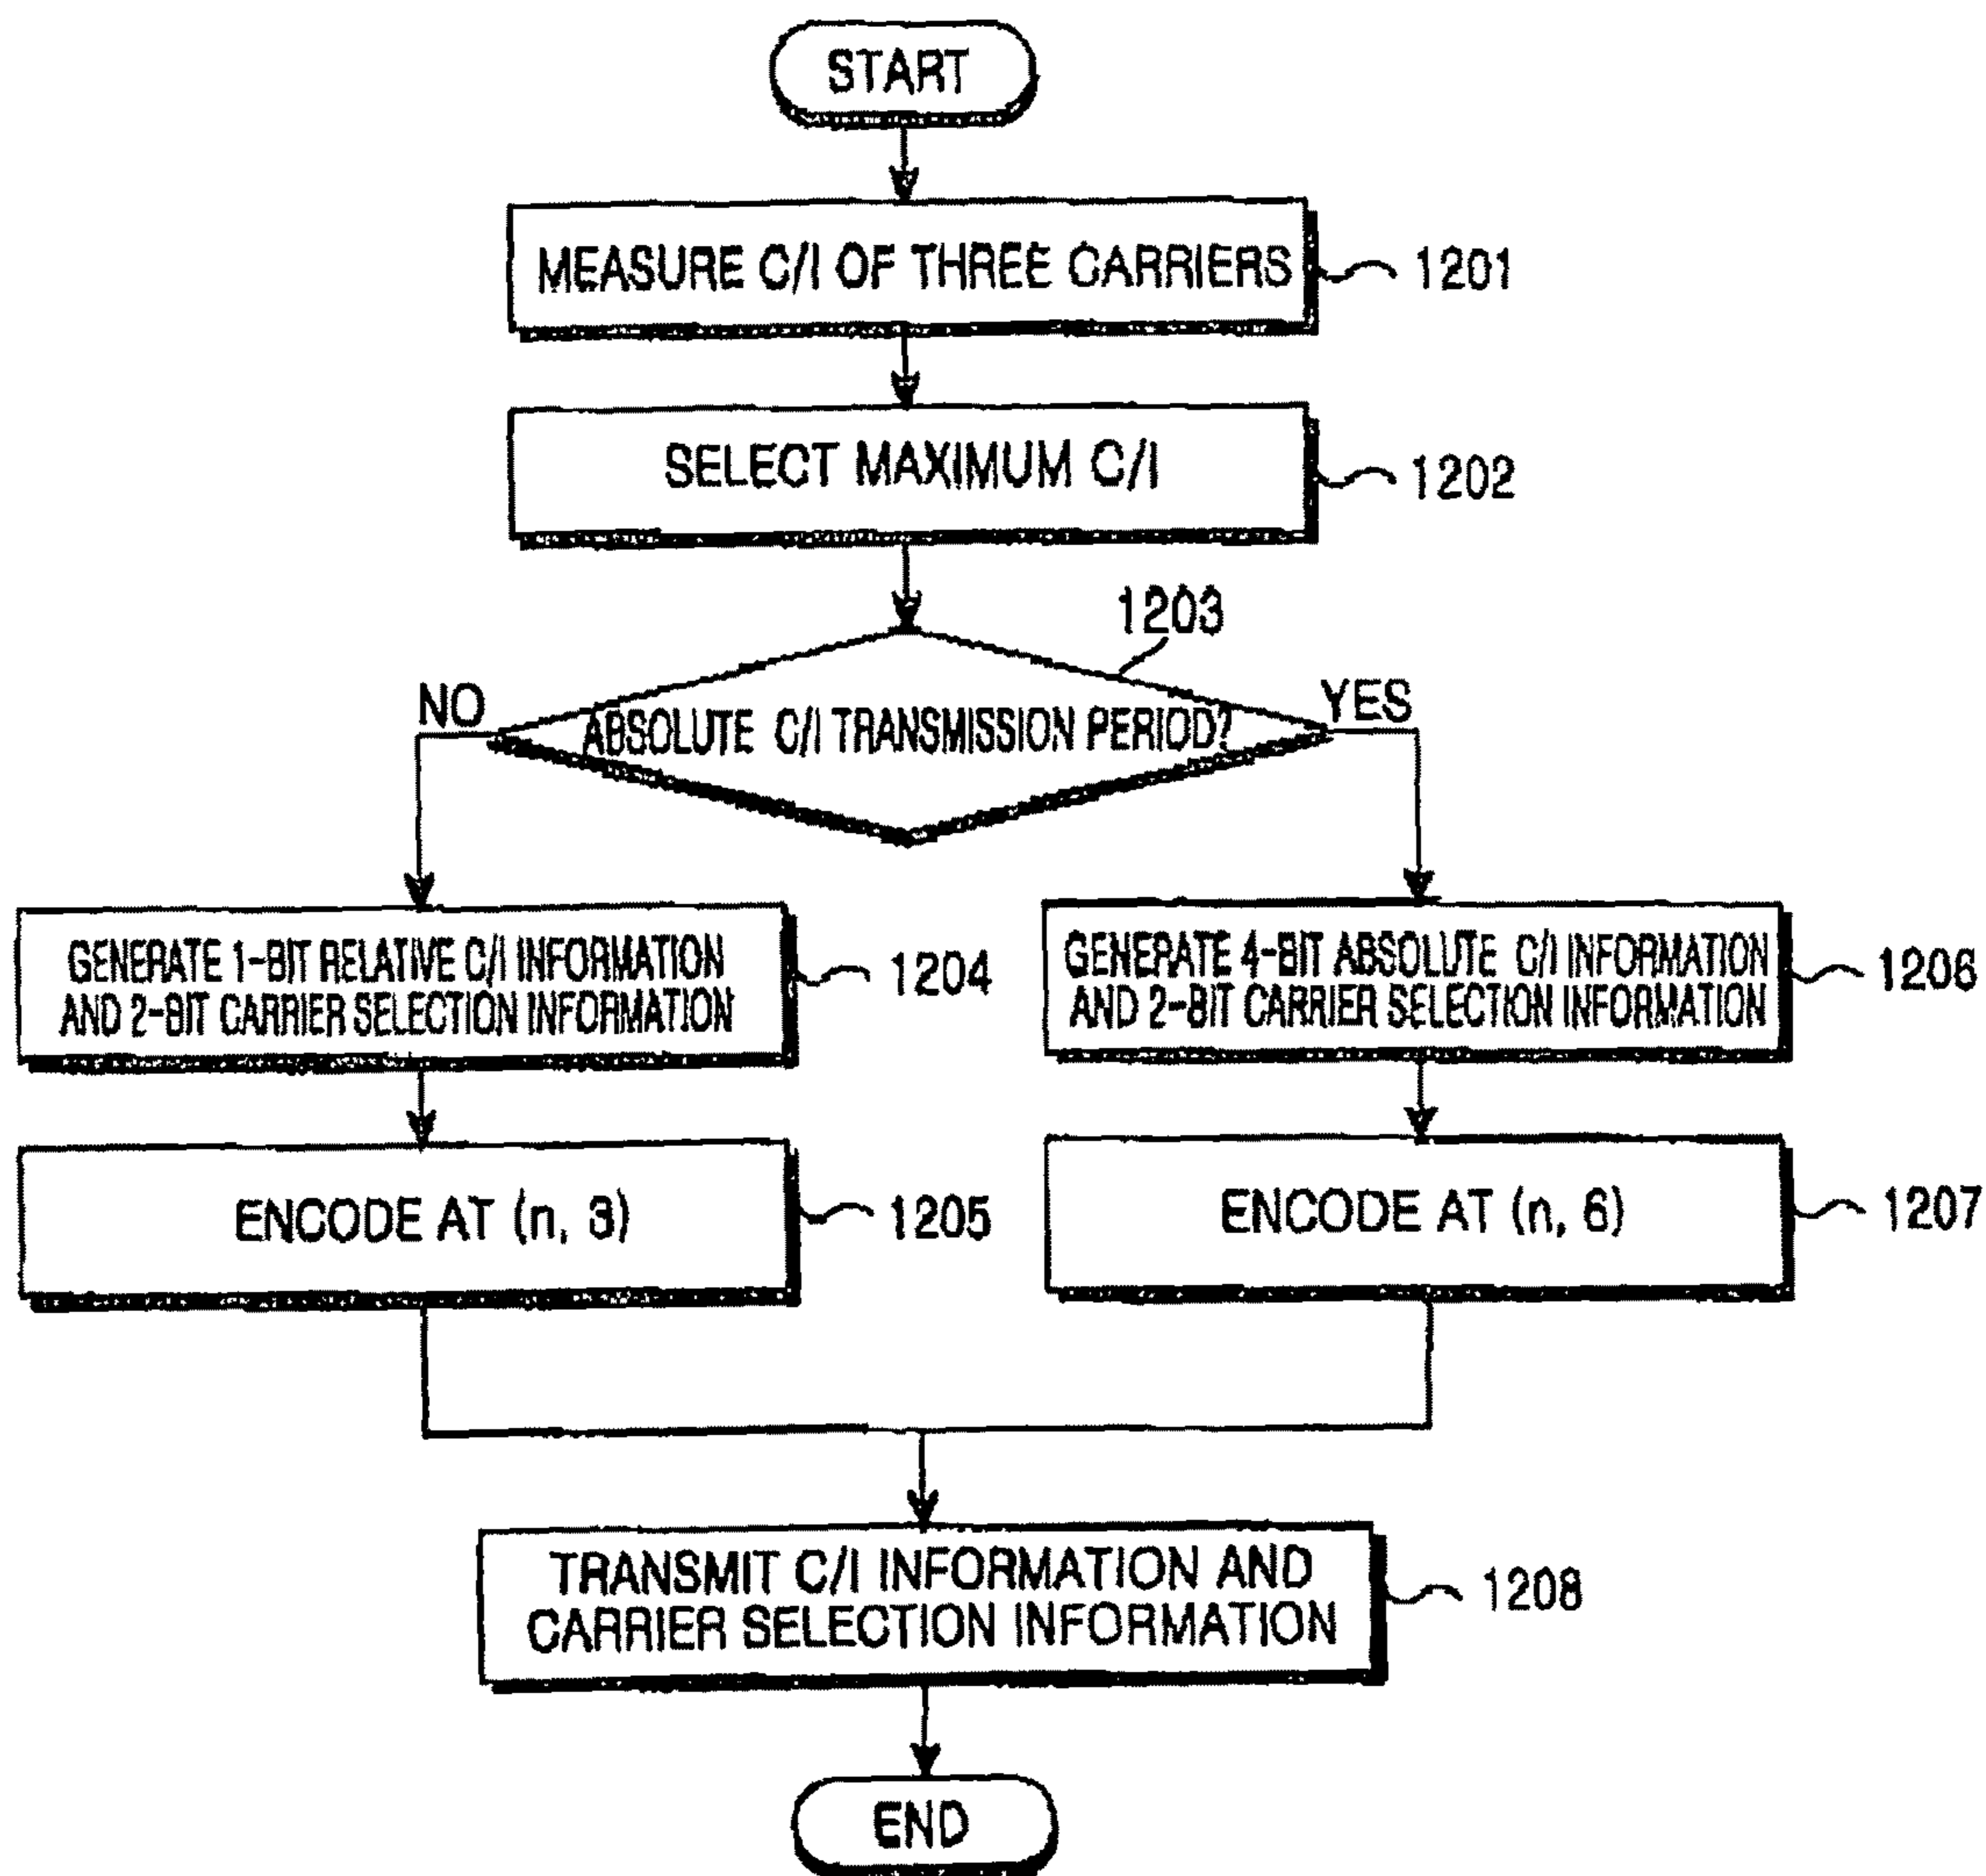 START
MEASURE C/I OF THREE CARRIERS
1201
SELECT MAXIMUM C/I
1202
1203
NO
ABSOLUTE C/I TRANSMISSION PERIOD?
YES
GENERATE 1-BIT RELATIVE C/I INFORMATION
AND 2-BIT CARRIER SELECTION INFORMATION
1204
GENERATE 4-BIT ABSOLUTE C/I INFORMATION
AND 2-BIT CARRIER SELECTION INFORMATION
1206
ENCODE AT (n, 3)
1205
ENCODE AT (n, 6)
1207
TRANSMIT C/I INFORMATION AND
CARRIER SELECTION INFORMATION
1208
END